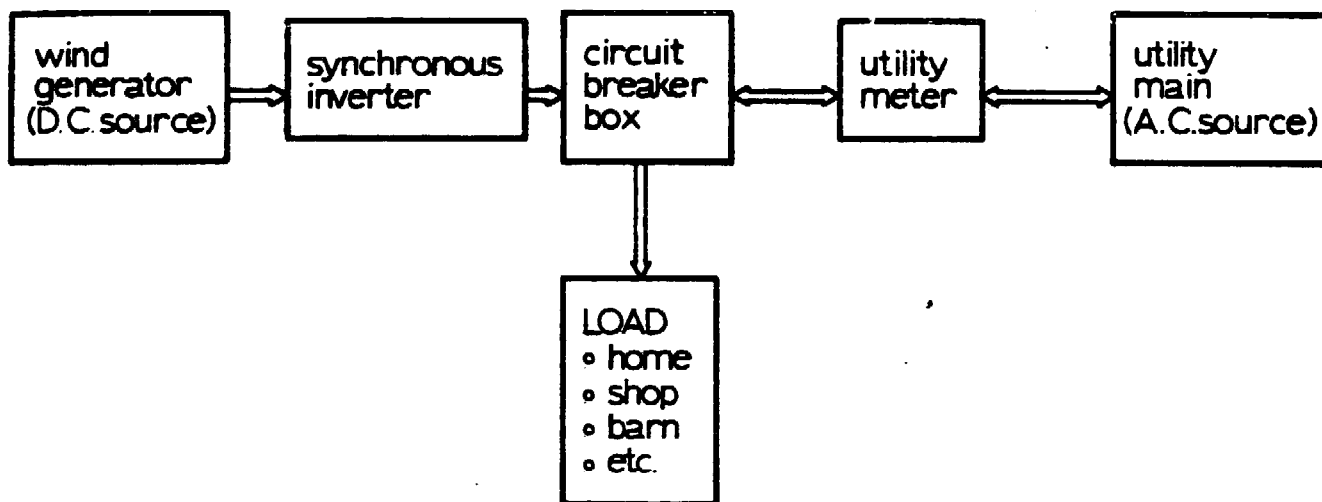 wind
generator
(D.C. source)
synchronous
inverter
circuit
breaker
box
utility
meter
utility
main
(A.C. source)
LOAD
o home
o shop
o barn
o etc.